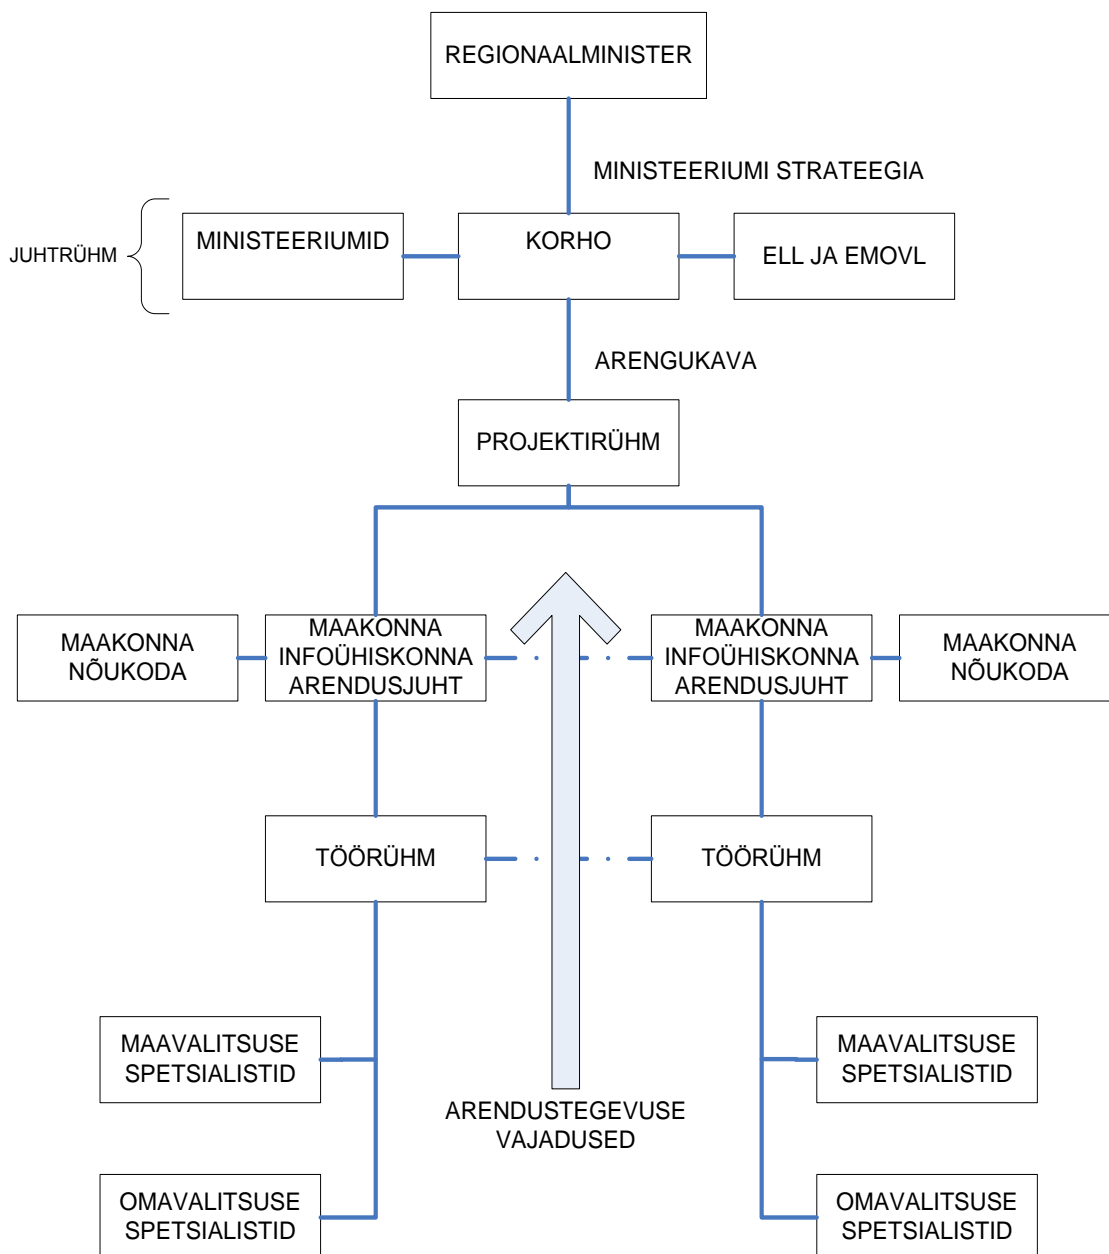 REGIONAALMINISTER
MINISTEERIUMI STRATEEGIA
JUHTRÜHM
MINISTEERIUMID
KORHO
ELL JA EMOVL
ARENGUKAVA
PROJEKTIRÜHM
MAAKONNA
NÕUKODA
MAAKONNA
INFOÜHISKONNA
ARENDUSJUHT
MAAKONNA
INFOÜHISKONNA
ARENDUSJUHT
MAAKONNA
NÕUKODA
TÖÖRÜHM
TÖÖRÜHM
MAAVALITSUSE
SPETSIALISTID
MAAVALITSUSE
SPETSIALISTID
ARENDUSTEGEVUSE
VAJADUSED
OMAVALITSUSE
SPETSIALISTID
OMAVALITSUSE
SPETSIALISTID